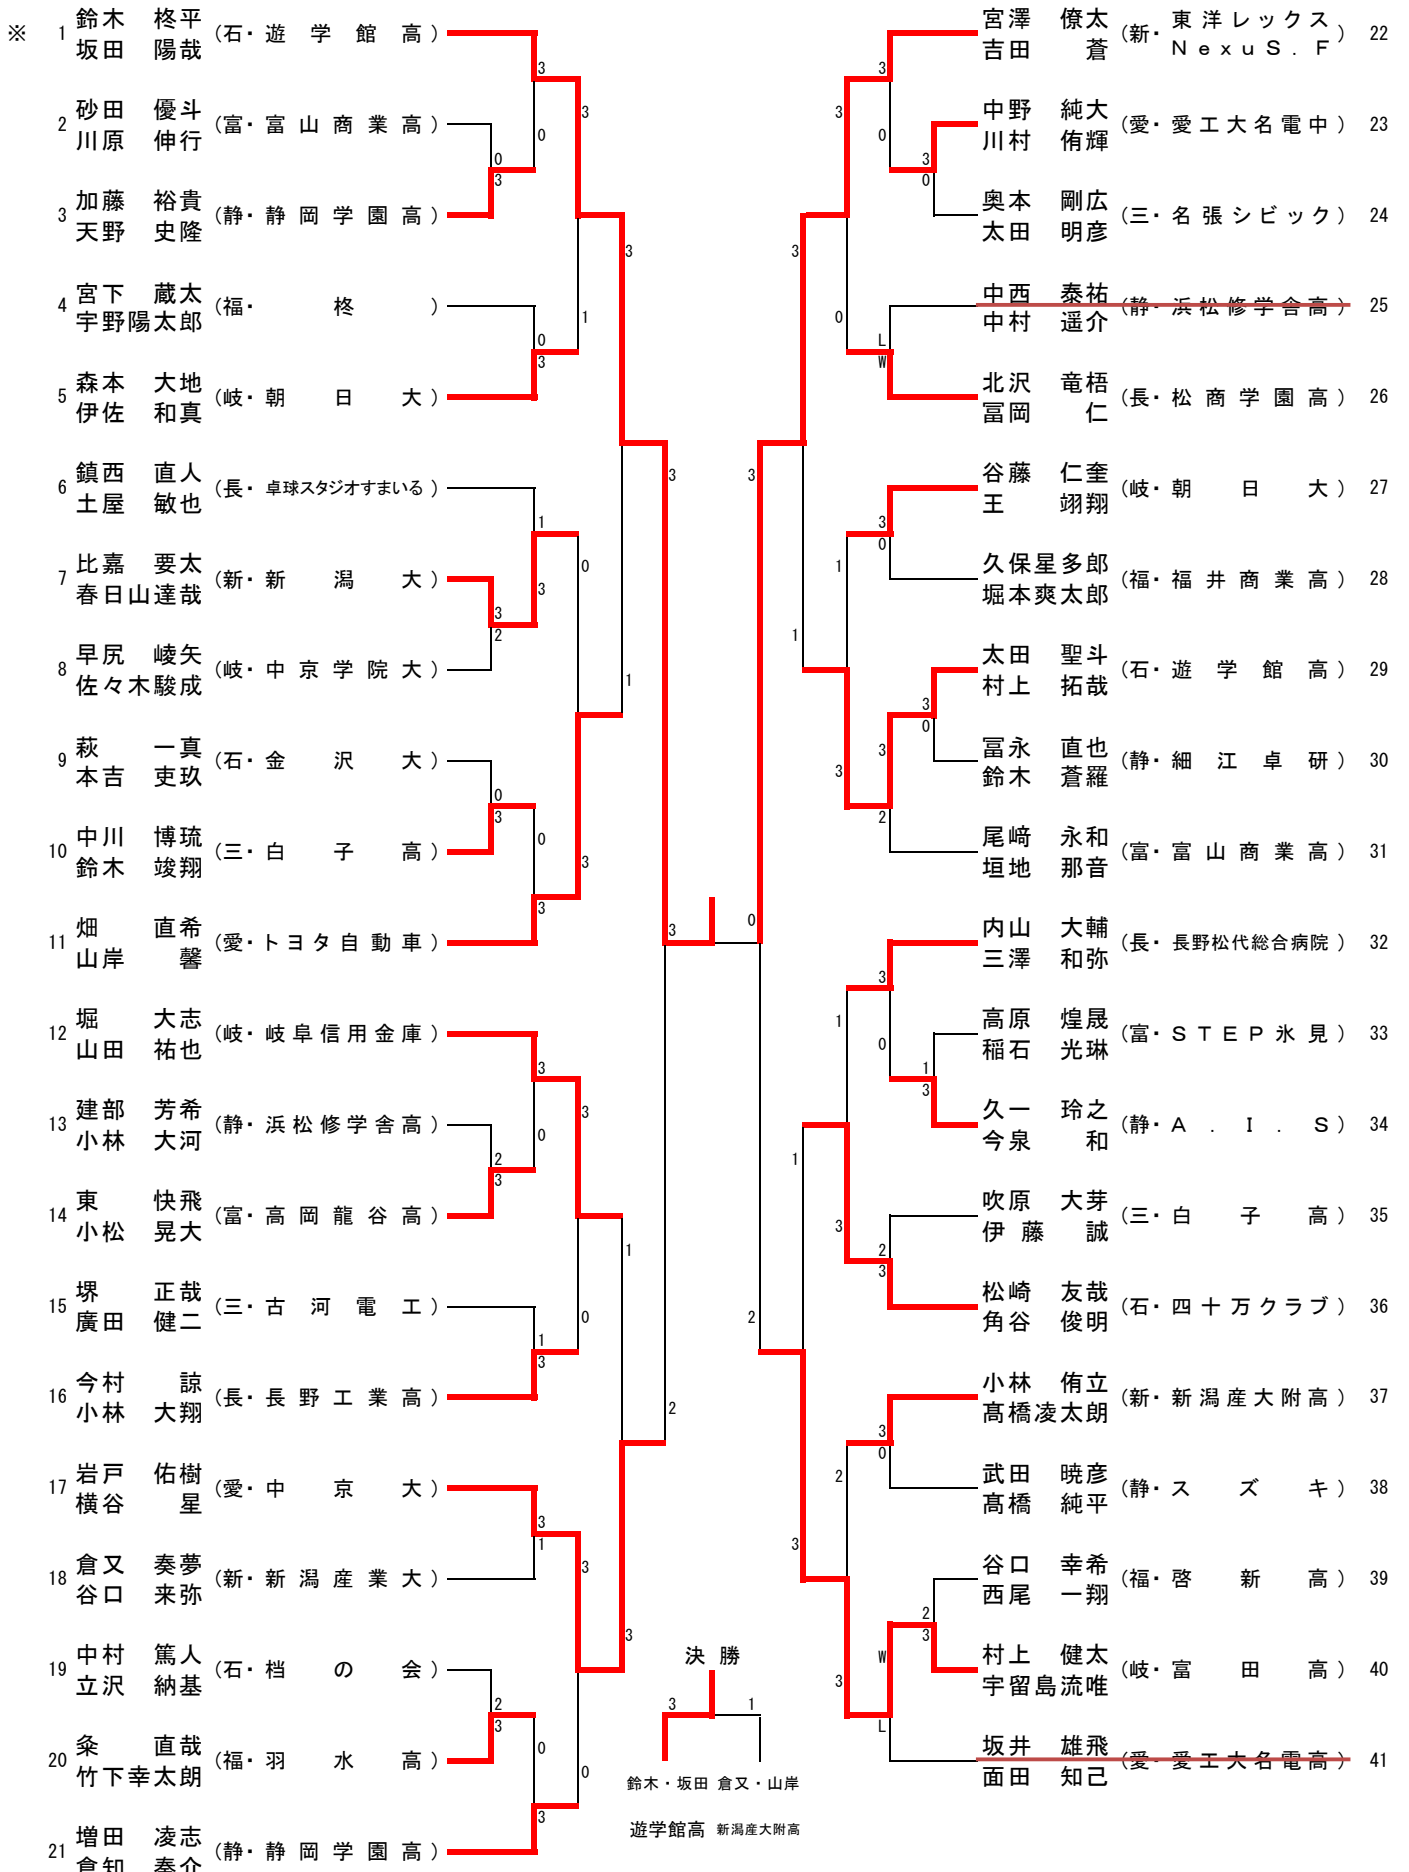 ※ 1 鈴木 柊平 (石・遊学館高)
坂田 陽哉
2 砂田 優斗 (富・富山商業高)
川原 伸行
3 加藤 裕貴 (静・静岡学園高)
天野 史隆
4 宮下 蔵太 (福・柊)
宇野陽太郎
5 森本 大地 (岐・朝日大)
伊佐 和真
6 鎮西 直人 (長・卓球スタジオすまいる)
土屋 敏也
7 比嘉 要太 (新・新潟大)
春日山達哉
8 早尻 崚矢 (岐・中京学院大)
佐々木駿成
9 萩 一真 (石・金沢大)
本吉 吏玖
10 中川 博琉 (三・白子高)
鈴木 竣翔
11 畑 直希 (愛・トヨタ自動車)
山岸 馨
12 堀 大志 (岐・岐阜信用金庫)
山田 祐也
13 建部 芳希 (静・浜松修学舎高)
小林 大河
14 東 快飛 (富・高岡龍谷高)
小松 晃大
15 堺 正哉 (三・古河電工)
廣田 健二
16 今村 諒 (長・長野工業高)
小林 大翔
17 岩戸 佑樹 (愛・中京大)
横谷 星
18 倉又 奏夢 (新・新潟産業大)
谷口 来弥
19 中村 篤人 (石・档の会)
立沢 納基
20 粂 直哉 (福・羽水高)
竹下幸太朗
21 増田 凌志 (静・静岡学園高)
倉知 奏介
宮澤 僚太 (新・東洋レックス NexuS.F) 22
吉田 蒼
中野 純大 (愛・愛工大名電中) 23
川村 侑輝
奥本 剛広 (三・名張シビック) 24
太田 明彦
中西 泰祐 (静・浜松修学舎高) 25
中村 遥介
北沢 竜梧 (長・松商学園高) 26
冨岡 仁
谷藤 仁奎 (岐・朝日大) 27
王 翊翔
久保星多郎 (福・福井商業高) 28
堀本爽太郎
太田 聖斗 (石・遊学館高) 29
村上 拓哉
冨永 直也 (静・細江卓研) 30
鈴木 蒼羅
尾﨑 永和 (富・富山商業高) 31
垣地 那音
内山 大輔 (長・長野松代総合病院) 32
三澤 和弥
高原 煌晟 (富・STEP氷見) 33
稲石 光琳
久一 玲之 (静・A.I.S) 34
今泉 和
吹原 大芽 (三・白子高) 35
伊藤 誠
松崎 友哉 (石・四十万クラブ) 36
角谷 俊明
小林 侑立 (新・新潟産大附高) 37
髙橋凌太朗
武田 暁彦 (静・スズキ) 38
髙橋 純平
谷口 幸希 (福・啓新高) 39
西尾 一翔
村上 健太 (岐・富田高) 40
宇留島流唯
坂井 雄飛 (愛・愛工大名電高) 41
面田 知己
決勝
3 1
鈴木・坂田 倉又・山岸
遊学館高 新潟産大附高